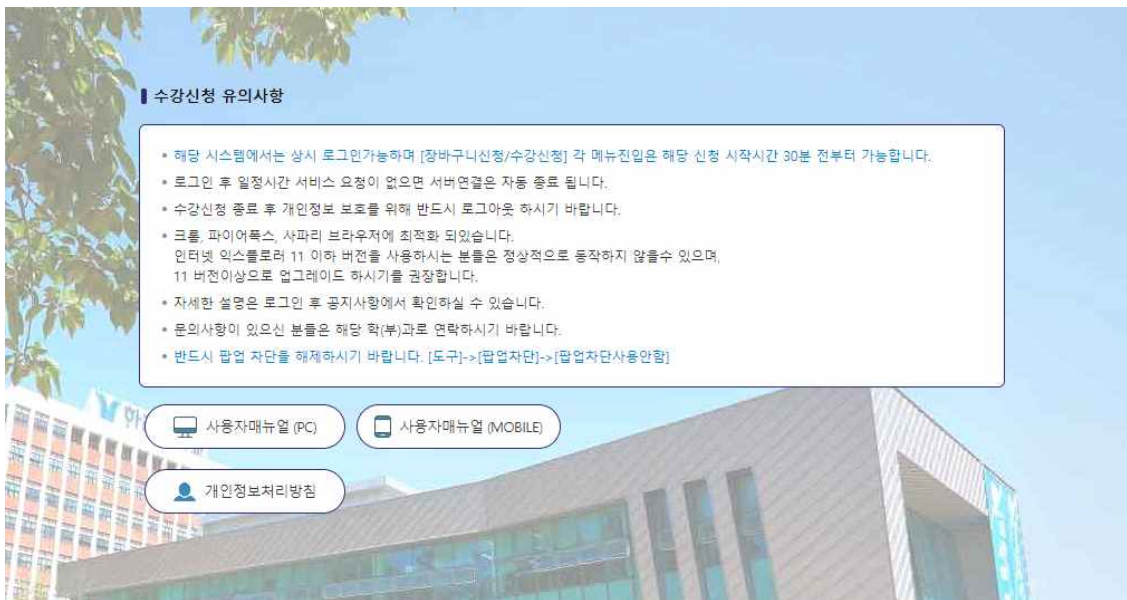 수강신청 유의사항
해당 시스템에서는 상시 로그인가능하며 [장바구니신청/수강신청] 각 메뉴진입은 해당 신청 시작시간 30분 전부터 가능합니다.
로그인 후 일정시간 서비스 요청이 없으면 서버연결은 자동 종료 됩니다.
수강신청 종료 후 개인정보 보호를 위해 반드시 로그아웃 하시기 바랍니다.
크롬, 파이어폭스, 사파리 브라우저에 최적화 되있습니다.
인터넷 익스플로러 11 이하 버전을 사용하시는 분들은 정상적으로 동작하지 않을수 있으며,
11 버전이상으로 업그레이드 하시기를 권장합니다.
자세한 설명은 로그인 후 공지사항에서 확인하실 수 있습니다.
문의사항이 있으신 분들은 해당 학(부)과로 연락하시기 바랍니다.
반드시 팝업 차단을 해제하시기 바랍니다. [도구]->[팝업차단]->[팝업차단사용안함]
사용자매뉴얼 (PC)
사용자매뉴얼 (MOBILE)
개인정보처리방침